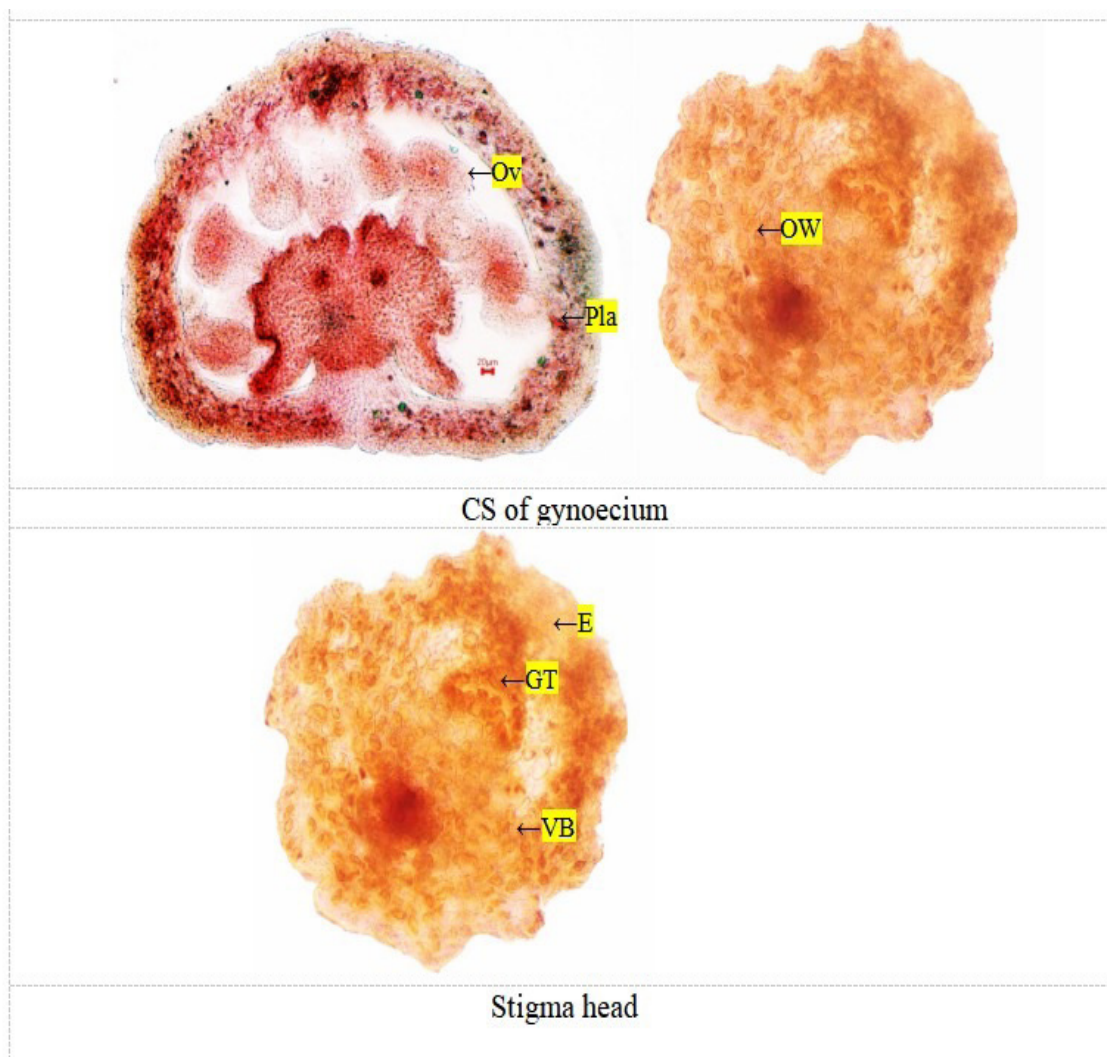 ←Ov
←OW
←Pla
20µm
CS of gynoecium
←E
←GT
←VB
Stigma head